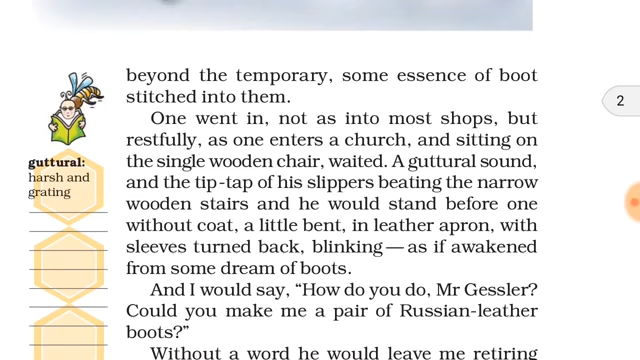 beyond the temporary, some essence of boot
stitched into them.
One went in, not as into most shops, but
restfully, as one enters a church, and sitting on
the single wooden chair, waited. A guttural sound,
and the tip-tap of his slippers beating the narrow
wooden stairs and he would stand before one
without coat, a little bent, in leather apron, with
sleeves turned back, blinking — as if awakened
from some dream of boots.
And I would say, “How do you do, Mr Gessler?
Could you make me a pair of Russian-leather
boots?”
Without a word he would leave me retiring
guttural:
harsh and
grating
2